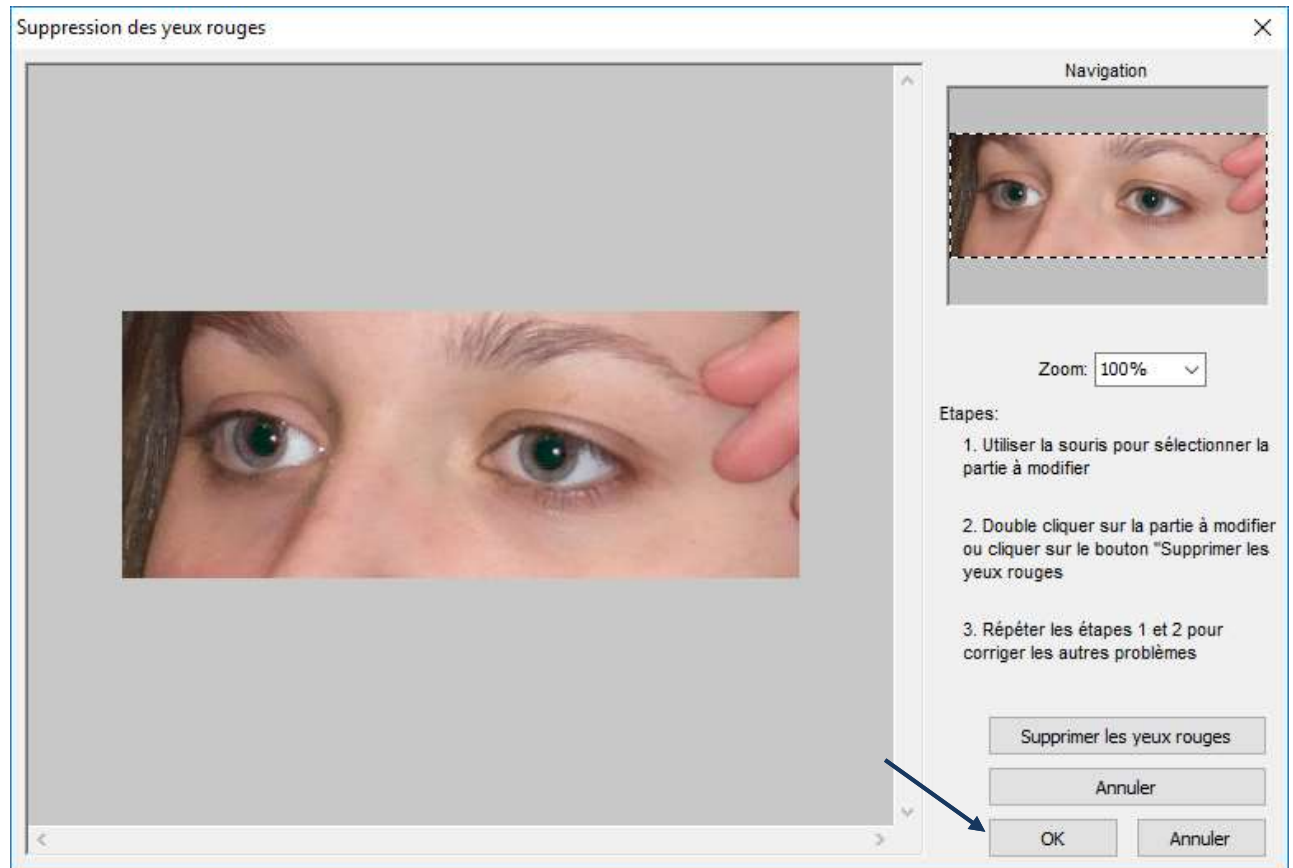 Suppression des yeux rouges
Navigation
Zoom: 100%
Etapes:
1. Utiliser la souris pour sélectionner la
partie à modifier
2. Double cliquer sur la partie à modifier
ou cliquer sur le bouton "Supprimer les
yeux rouges
3. Répéter les étapes 1 et 2 pour
corriger les autres problèmes
Supprimer les yeux rouges
Annuler
OK Annuler